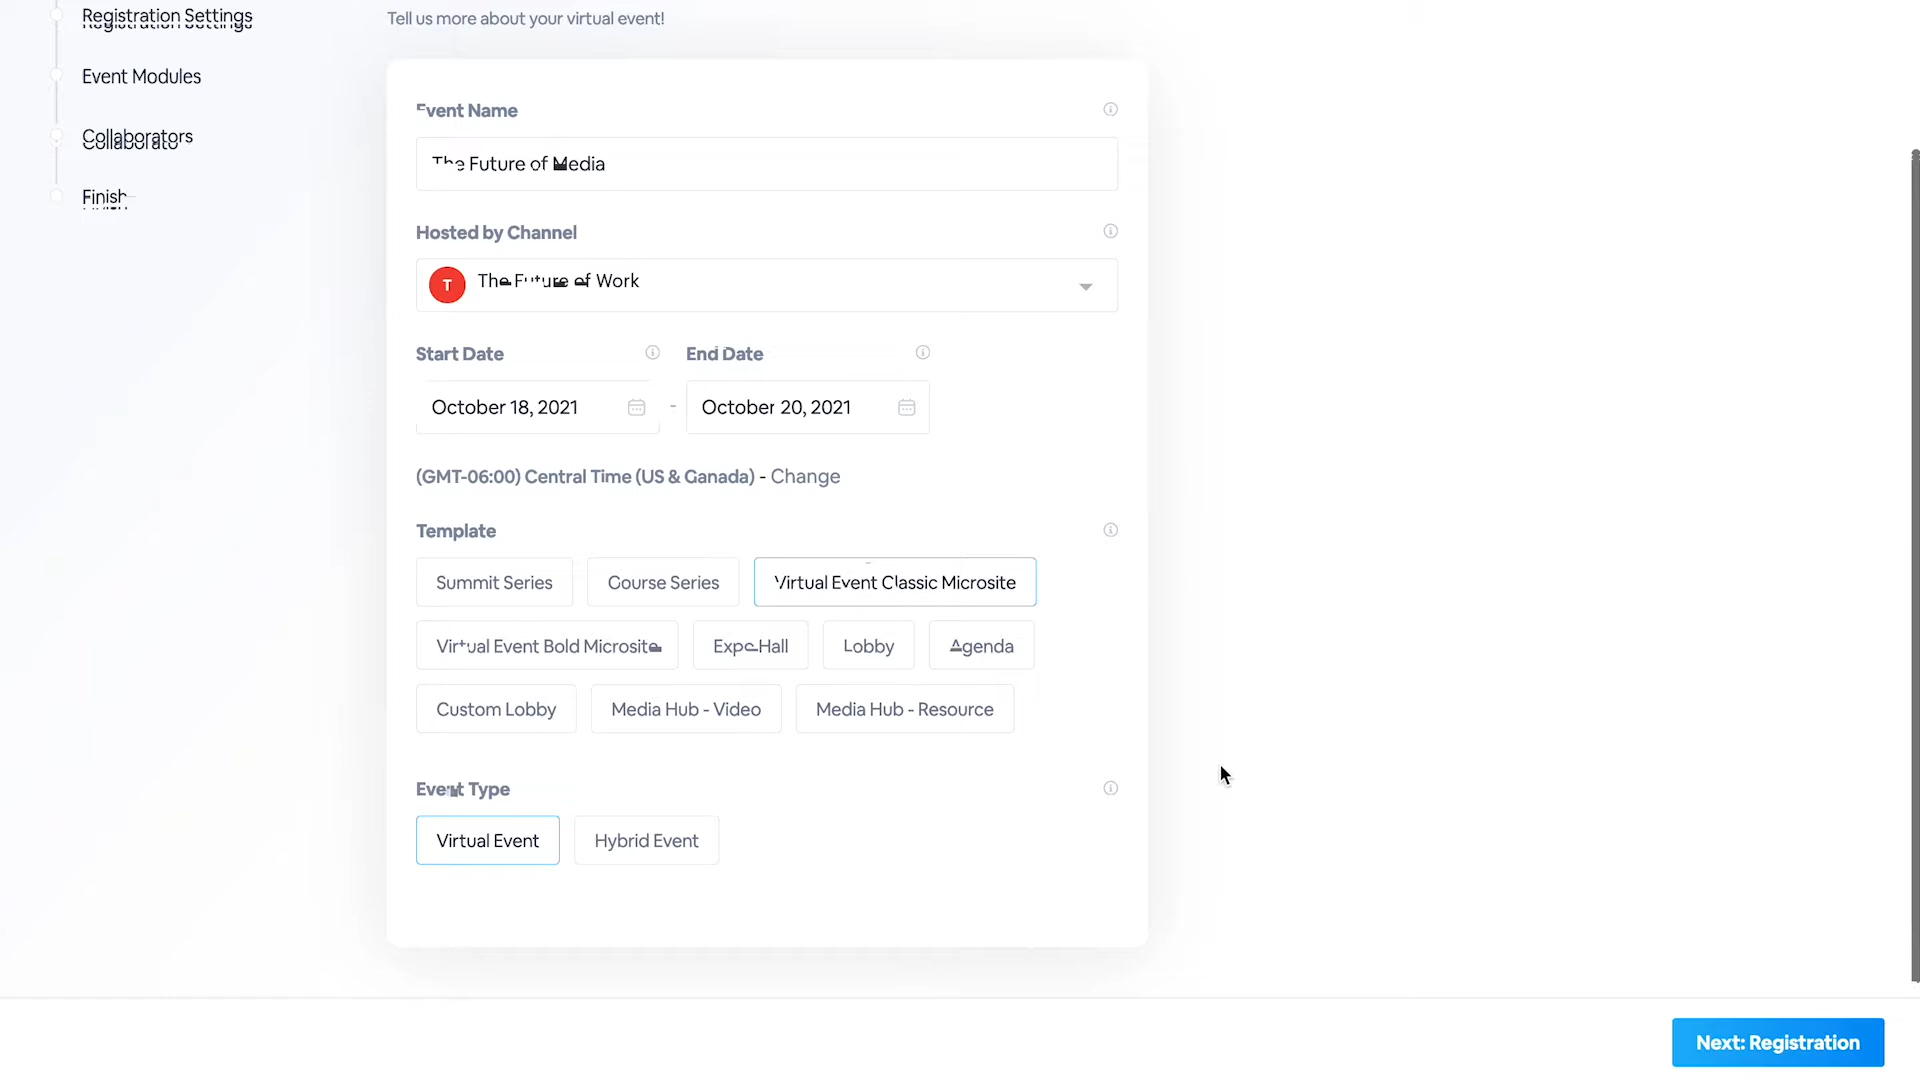 Registration Settings
Tell us more about your virtual event!
Event Modules
Collaborators
Finish
Event Name
The Future of Media
Hosted by Channel
T
The Future of Work
Start Date
End Date
October 18, 2021
-
October 20, 2021
(GMT-06:00) Central Time (US & Canada) - Change
Template
Summit Series
Course Series
Virtual Event Classic Microsite
Virtual Event Bold Microsite
Expo Hall
Lobby
Agenda
Custom Lobby
Media Hub - Video
Media Hub - Resource
Event Type
Virtual Event
Hybrid Event
Next: Registration